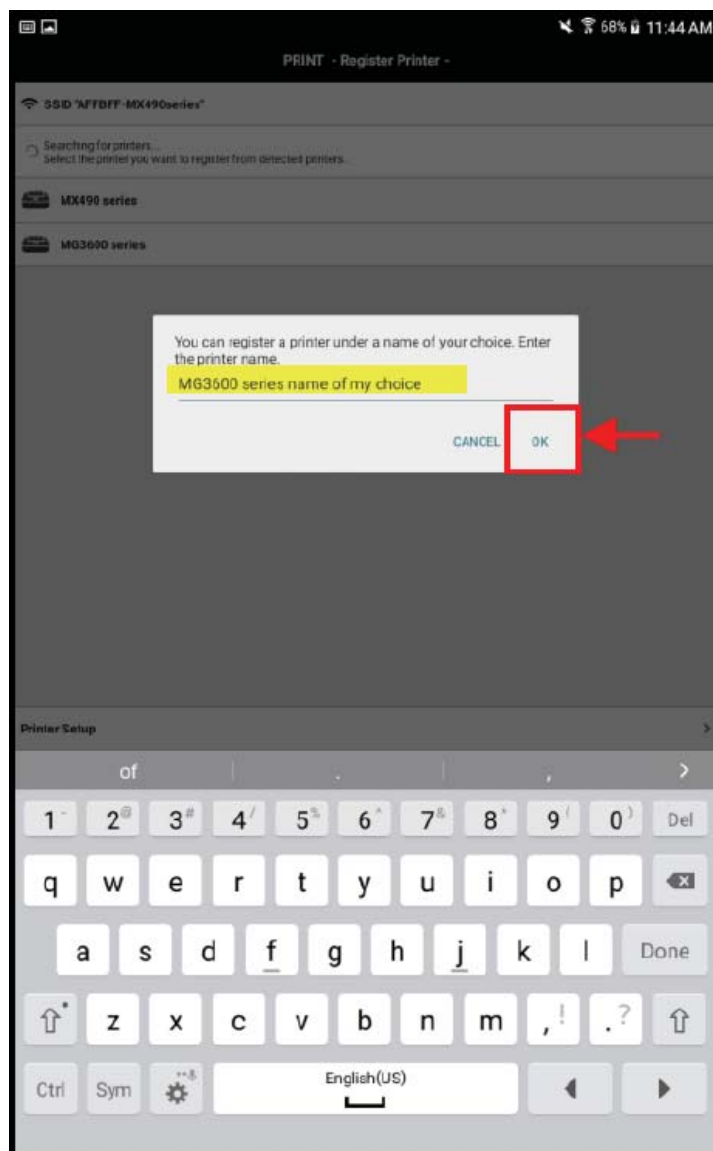 68% 11:44 AM
PRINT - Register Printer -
SSID "AFFBFF-MX490series"
Searching for printers...
Select the printer you want to register from detected printers.
MX490 series
MG3600 series
You can register a printer under a name of your choice. Enter
the printer name.
MG3600 series name of my choice
CANCEL OK
Printer Setup >
of . , >
1 - 2 @ 3 # 4 / 5 % 6 ^ 7 & 8 * 9 ( 0 ) Del
q w e r t y u i o p
a s d f g h j k l Done
z x c v b n m , ! . ?
Ctrl Sym English(US)